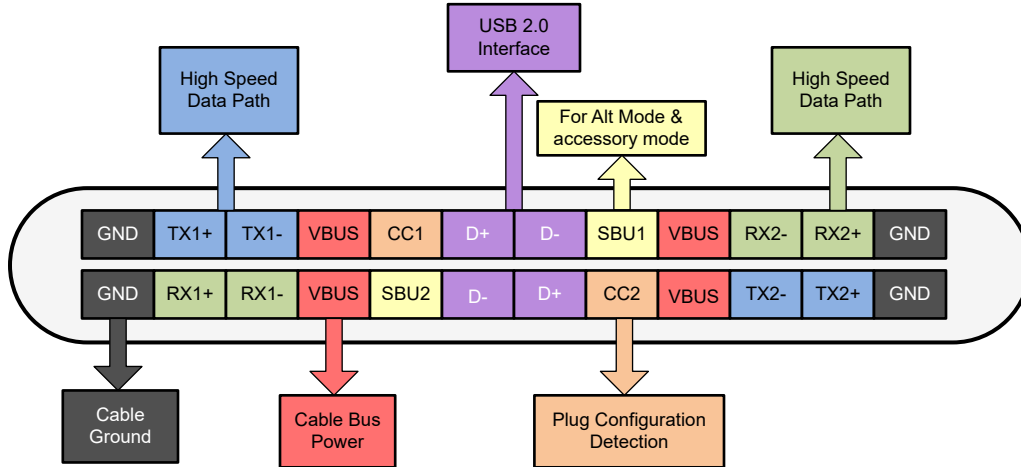 USB 2.0
Interface
High Speed
Data Path
High Speed
Data Path
For Alt Mode &
accessory mode
GND TX1+ TX1- VBUS CC1 D+ D- SBU1 VBUS RX2- RX2+ GND
GND RX1+ RX1- VBUS SBU2 D- D+ CC2 VBUS TX2- TX2+ GND
Cable
Ground
Cable Bus
Power
Plug Configuration
Detection